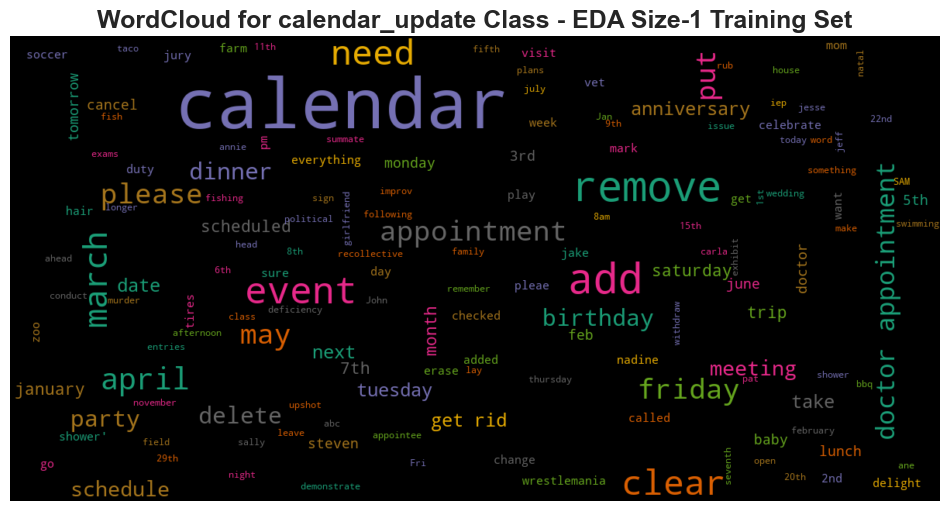 WordCloud for calendar_update Class - EDA Size-1 Training Set
soccer
taco
jury
farm
11th
need
fifth
visit
plans
july
vet
put
rub
house
mom
natal
tomorrow
cancel
fish
calendar
anniversary
iep
jesse
Jan
9th
week
issue
celebrate
22nd
today
word
jeff
exams
annie
pm
summate
everything
monday
3rd
mark
duty
dinner
please
longer
fishing
sign
improv
play
remove
get
1st
wedding
something
SAM
5th
hair
scheduled
political
girlfriend
following
appointment
8am
15th
want
make
swimming
doctor appointment
march
ahead
head
8th
recollective
family
jake
carla
exhibit
6th
sure
day
add
saturday
doctor
date
murder
conduct
event
John
remember
pleae
june
tires
deficiency
zoo
class
may
month
checked
birthday
feb
withdraw
trip
afternoon
entries
next
7th
added
erase
lay
nadine
meeting
pat
shower
bbq
april
january
november
tuesday
thursday
friday
take
party
upshot
delete
abc
get rid
called
february
shower'
field
leave
sally
steven
appointee
baby
lunch
go
29th
night
Fri
change
seventh
open
ane
schedule
demonstrate
wrestlemania
clear
20th
2nd
delight